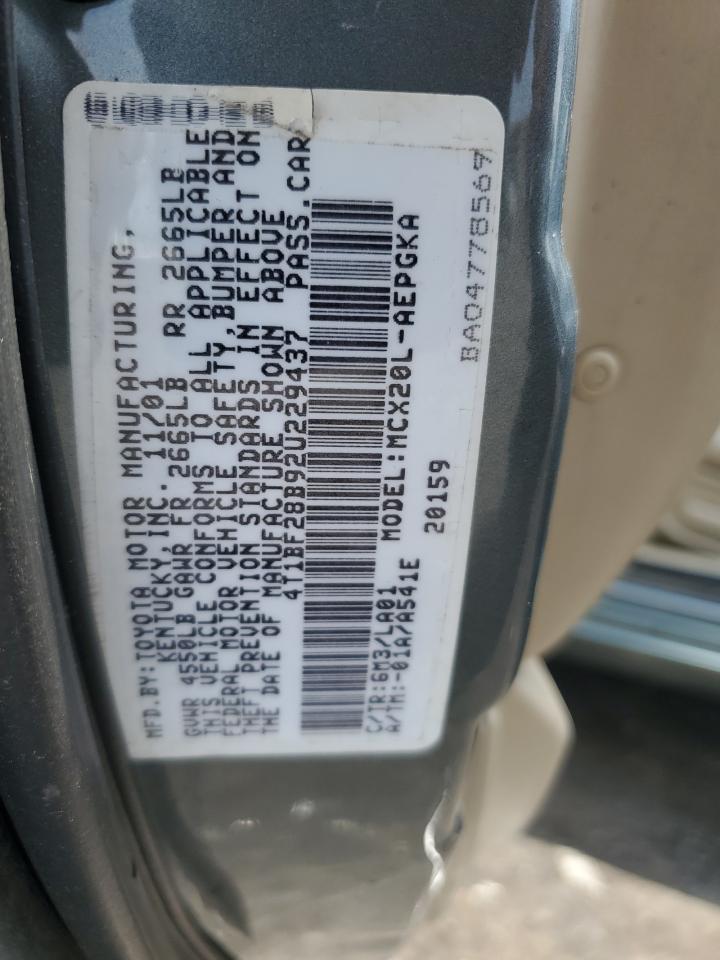 MFD.BY:TOYOTA MOTOR MANUFACTURING,
KENTUCKY,INC. 11/01
GVWR 4550LB GAWR FR 2665LB RR 2665LB
THIS VEHICLE CONFORMS TO ALL APPLICABLE
FEDERAL MOTOR VEHICLE SAFETY,BUMPER AND
THEFT PREVENTION STANDARDS IN EFFECT ON
THE DATE OF MANUFACTURE SHOWN ABOVE
4T1BF28B92U229437 PASS.CAR
C/TR:6M3/LA01 MODEL:MCX20L-AEPGKA
A/TM:-01A/A541E 20159
BA04778567